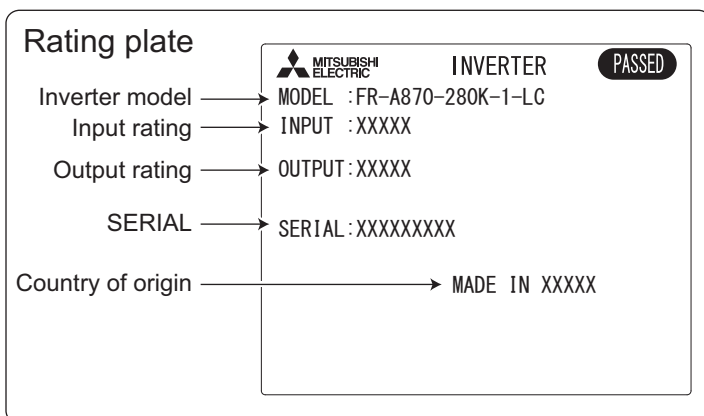 Rating plate
MITSUBISHI
ELECTRIC
INVERTER
PASSED
Inverter model
MODEL :FR-A870-280K-1-LC
Input rating
INPUT :XXXXX
Output rating
OUTPUT:XXXXX
SERIAL
SERIAL:XXXXXXXXX
Country of origin
MADE IN XXXXX